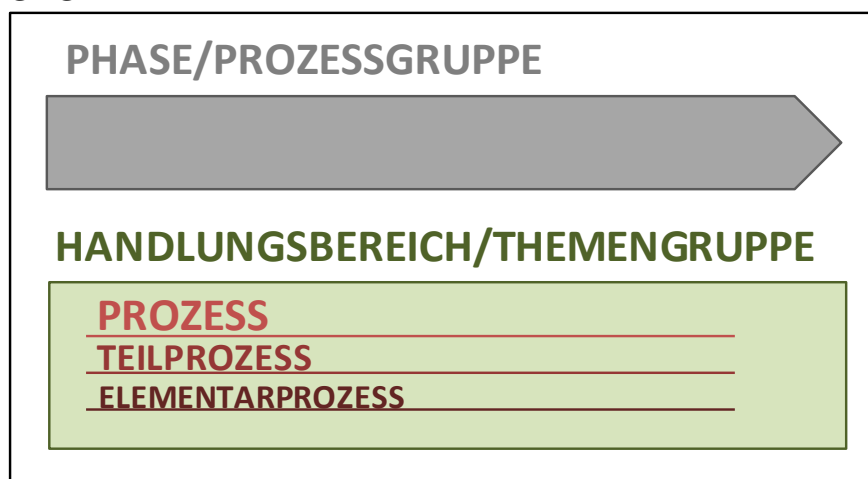 PHASE/PROZESSGRUPPE
HANDLUNGSBEREICH/THEMENGRUPPE
PROZESS
TEILPROZESS
ELEMENTARPROZESS